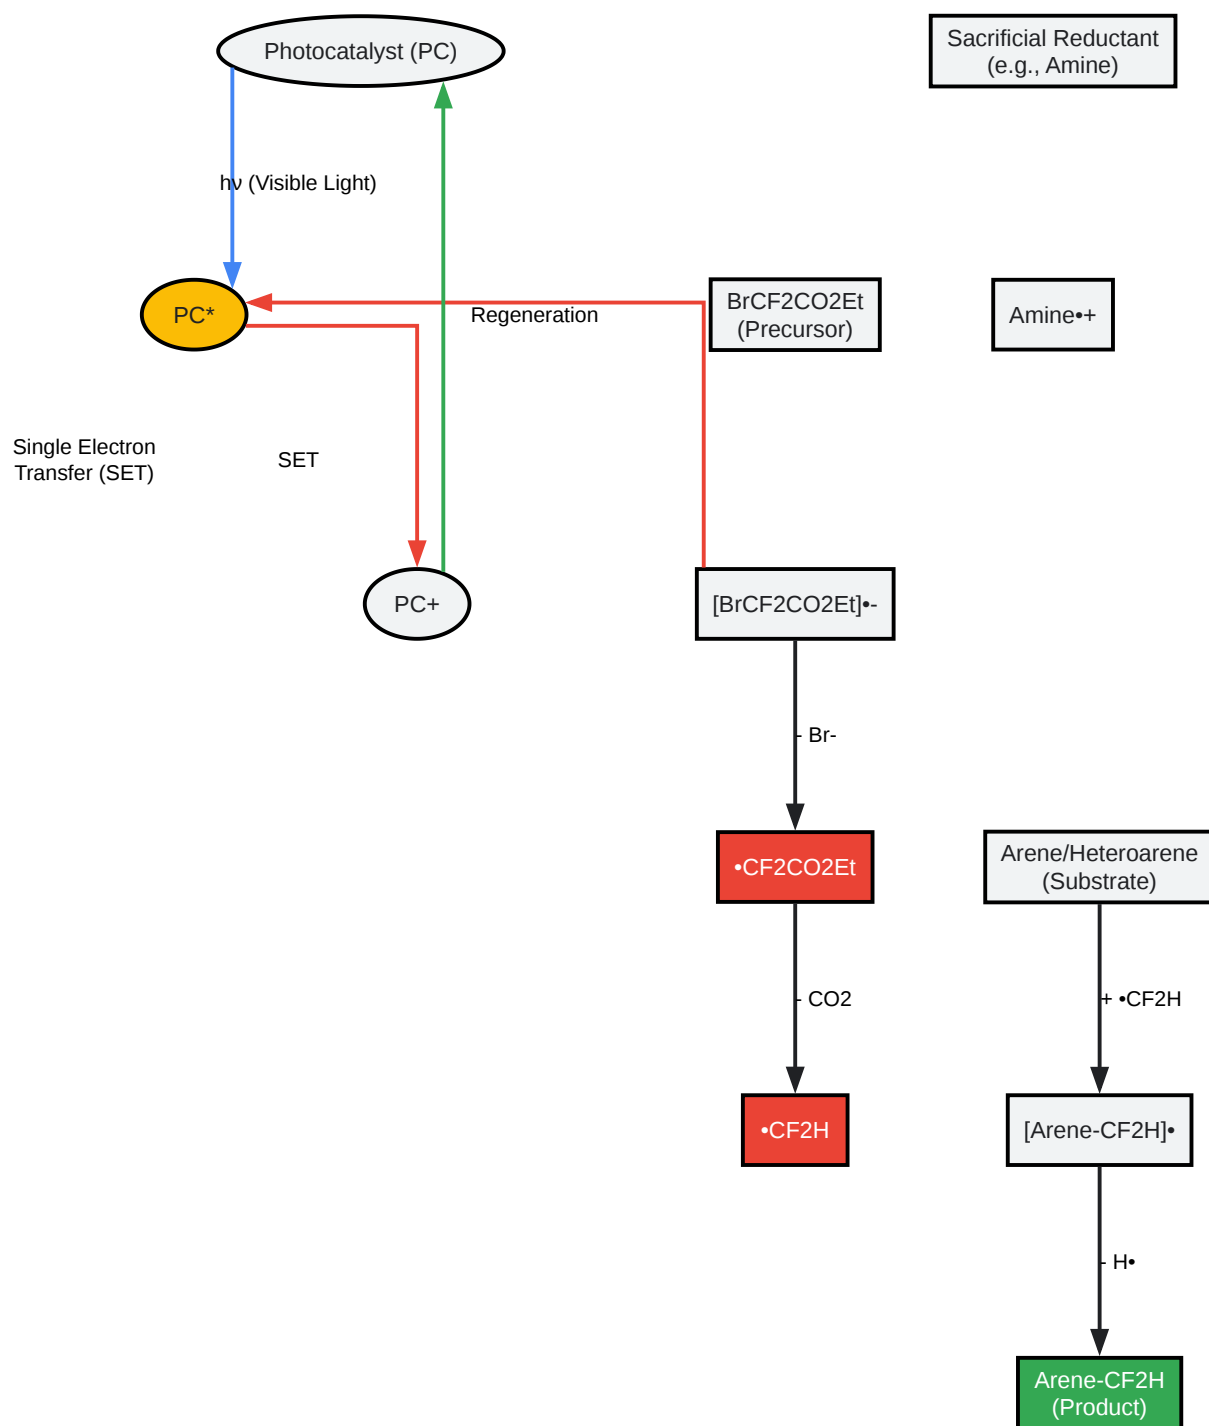 Photocatalyst (PC)
Sacrificial Reductant
(e.g., Amine)
hν (Visible Light)
PC*
Regeneration
BrCF2CO2Et
(Precursor)
Amine•+
Single Electron
Transfer (SET)
SET
PC+
[BrCF2CO2Et]•-
- Br-
•CF2CO2Et
Arene/Heteroarene
(Substrate)
- CO2
+ •CF2H
•CF2H
[Arene-CF2H]•
- H•
Arene-CF2H
(Product)